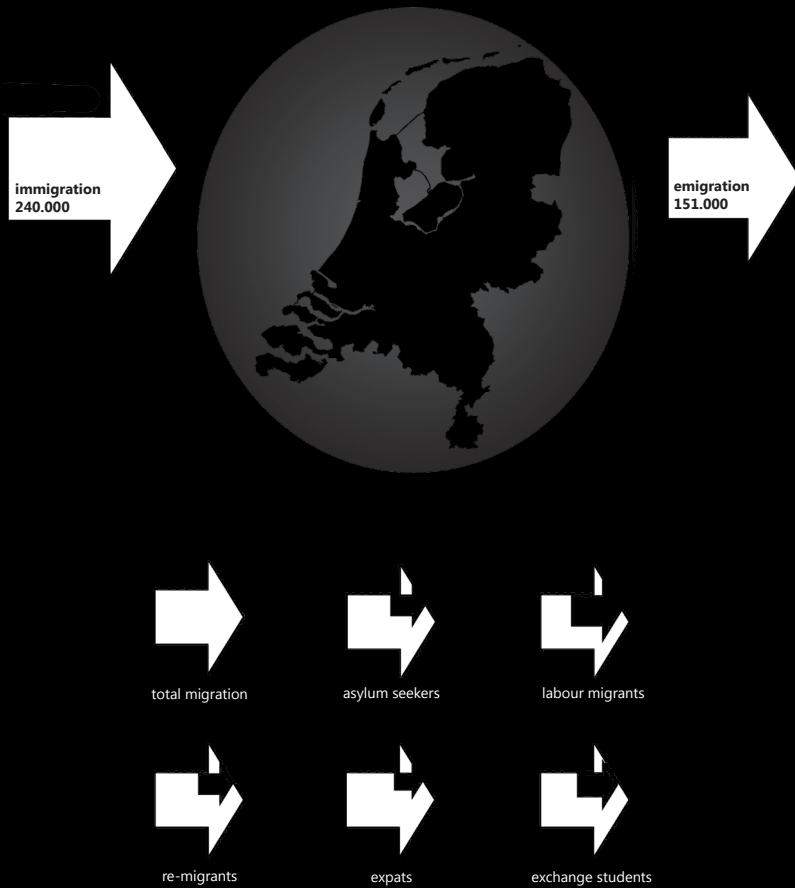 immigration
240.000
emigration
151.000
total migration
asylum seekers
labour migrants
re-migrants
expats
exchange students